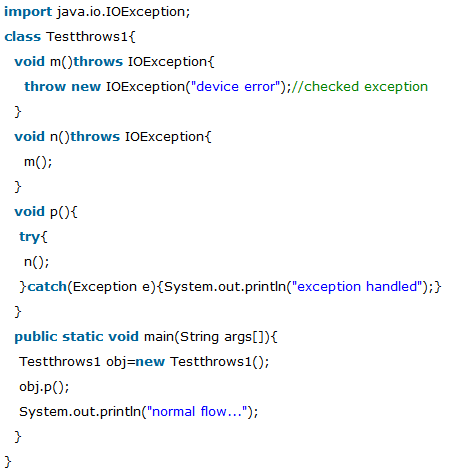 import java.io.IOException;
class Testthrows1{
  void m()throws IOException{
    throw new IOException("device error");//checked exception
  }
  void n()throws IOException{
    m();
  }
  void p(){
   try{
    n();
   }catch(Exception e){System.out.println("exception handled");}
  }
  public static void main(String args[]){
   Testthrows1 obj=new Testthrows1();
   obj.p();
   System.out.println("normal flow...");
  }
}